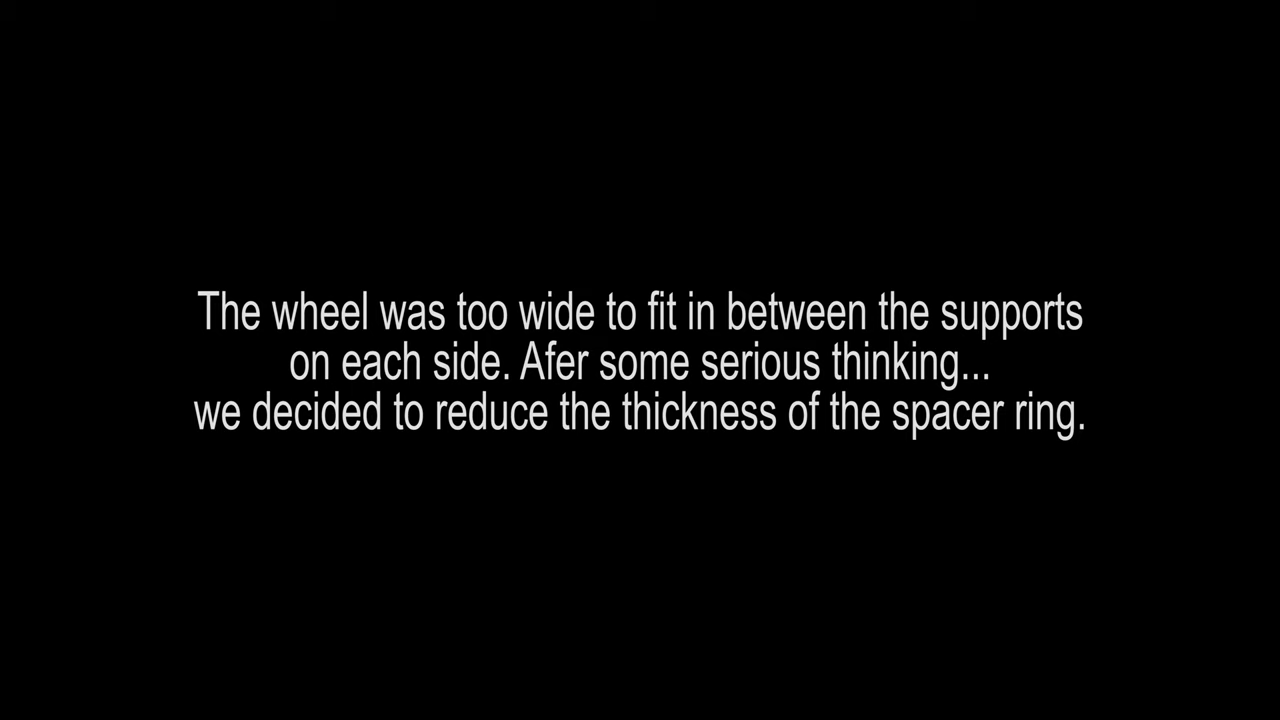 The wheel was too wide to fit in between the supports
on each side. Afer some serious thinking...
we decided to reduce the thickness of the spacer ring.